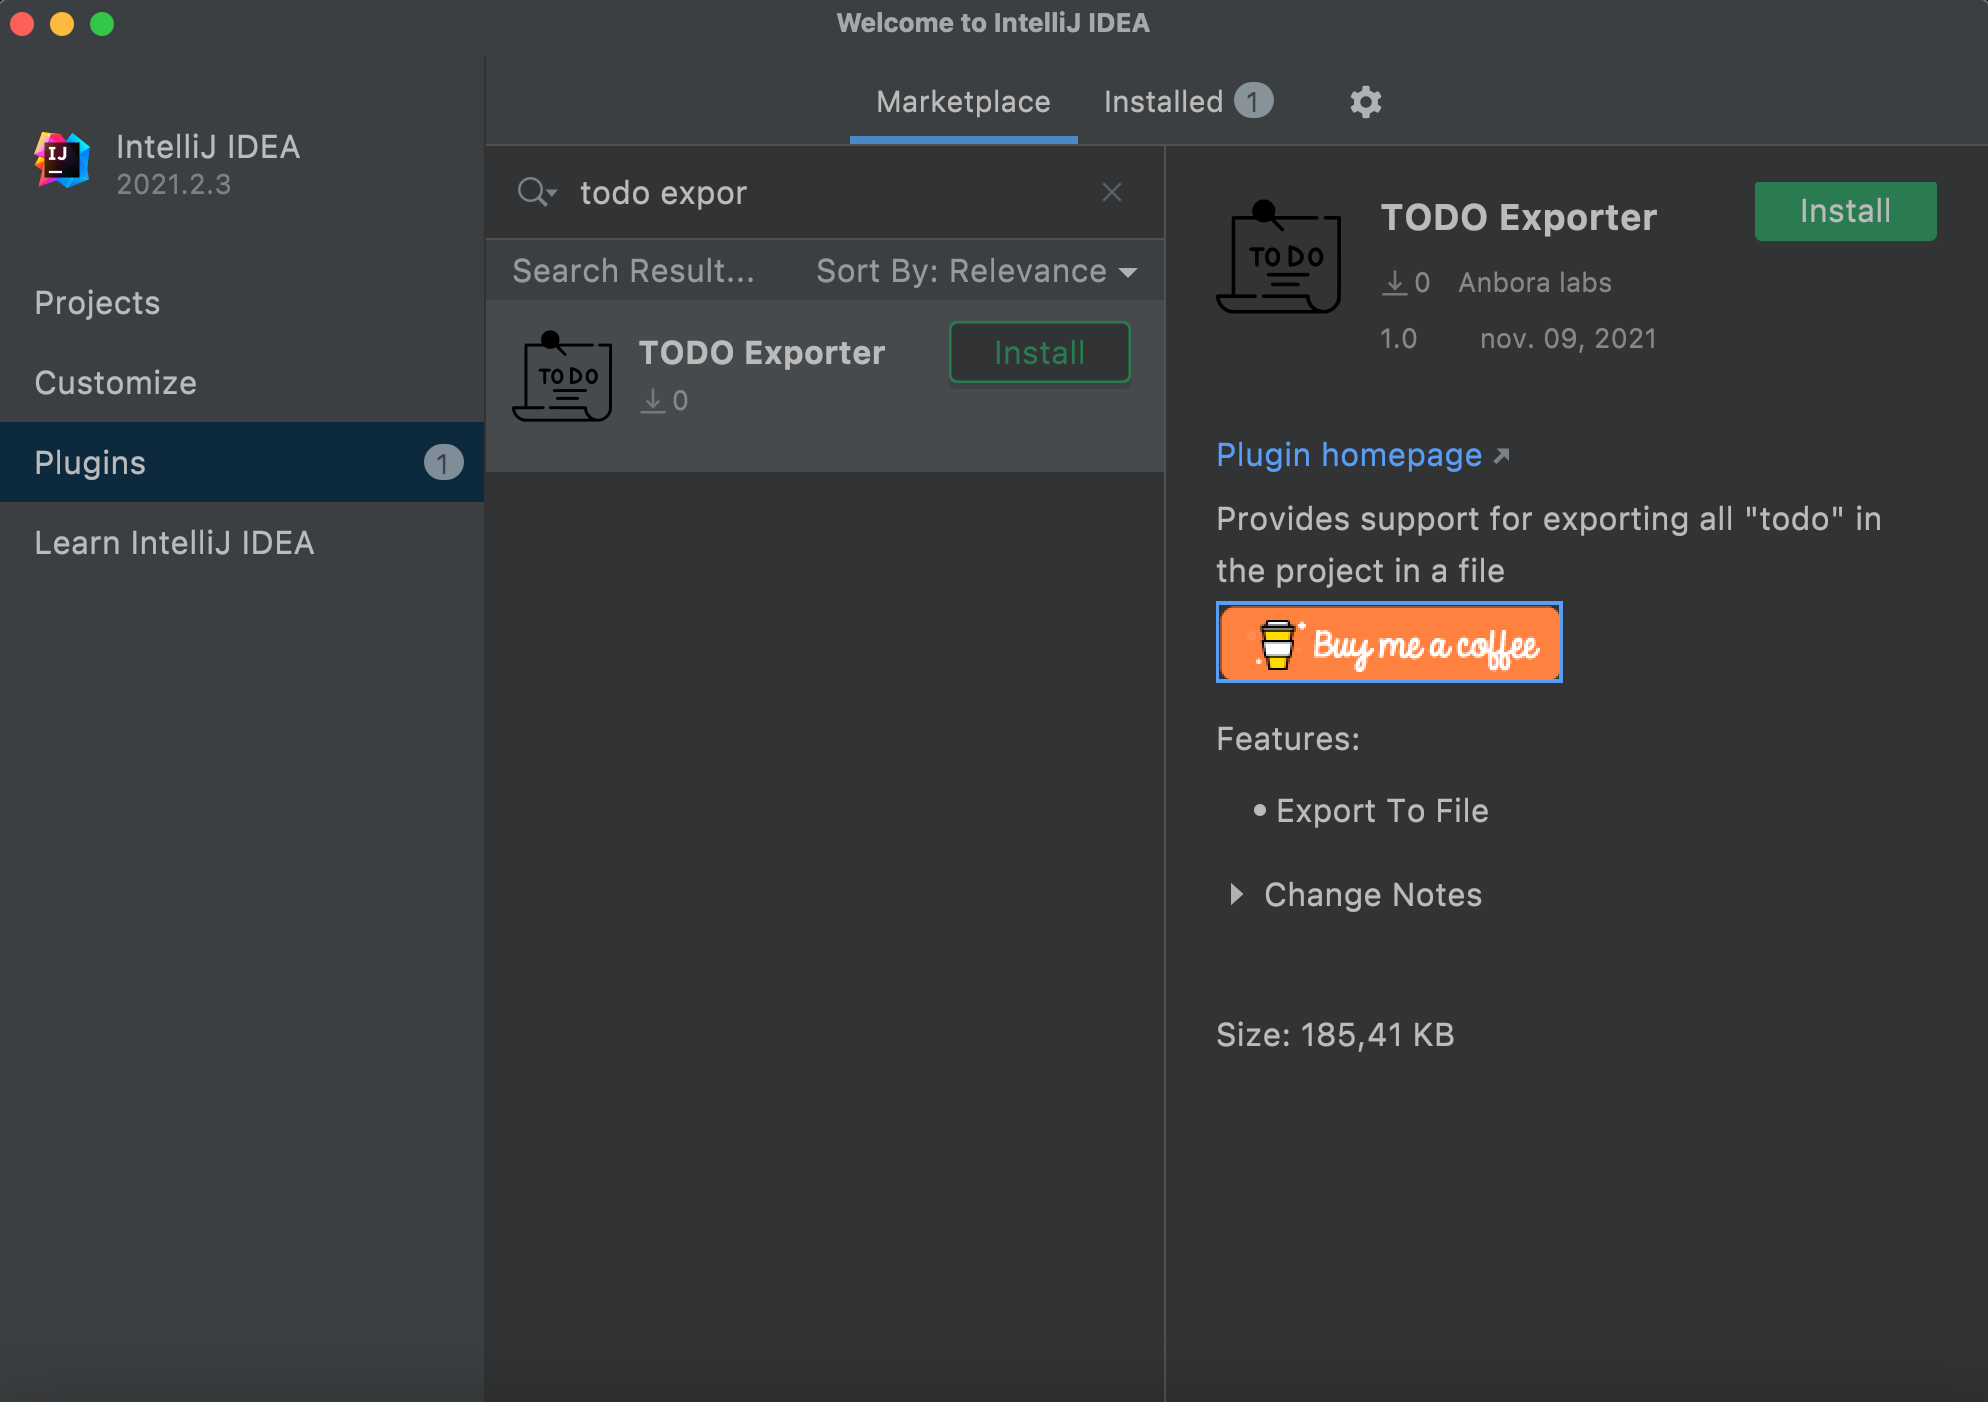 Welcome to IntelliJ IDEA
IJ
IntelliJ IDEA
2021.2.3
Projects
Customize
Plugins 1
Learn IntelliJ IDEA
Marketplace Installed 1
todo expor
Search Result... Sort By: Relevance
TO DO
TODO Exporter Install
0
TO DO
TODO Exporter Install
0 Anbora labs
1.0 nov. 09, 2021
Plugin homepage
Provides support for exporting all "todo" in
the project in a file
Buy me a coffee
Features:
• Export To File
Change Notes
Size: 185,41 KB